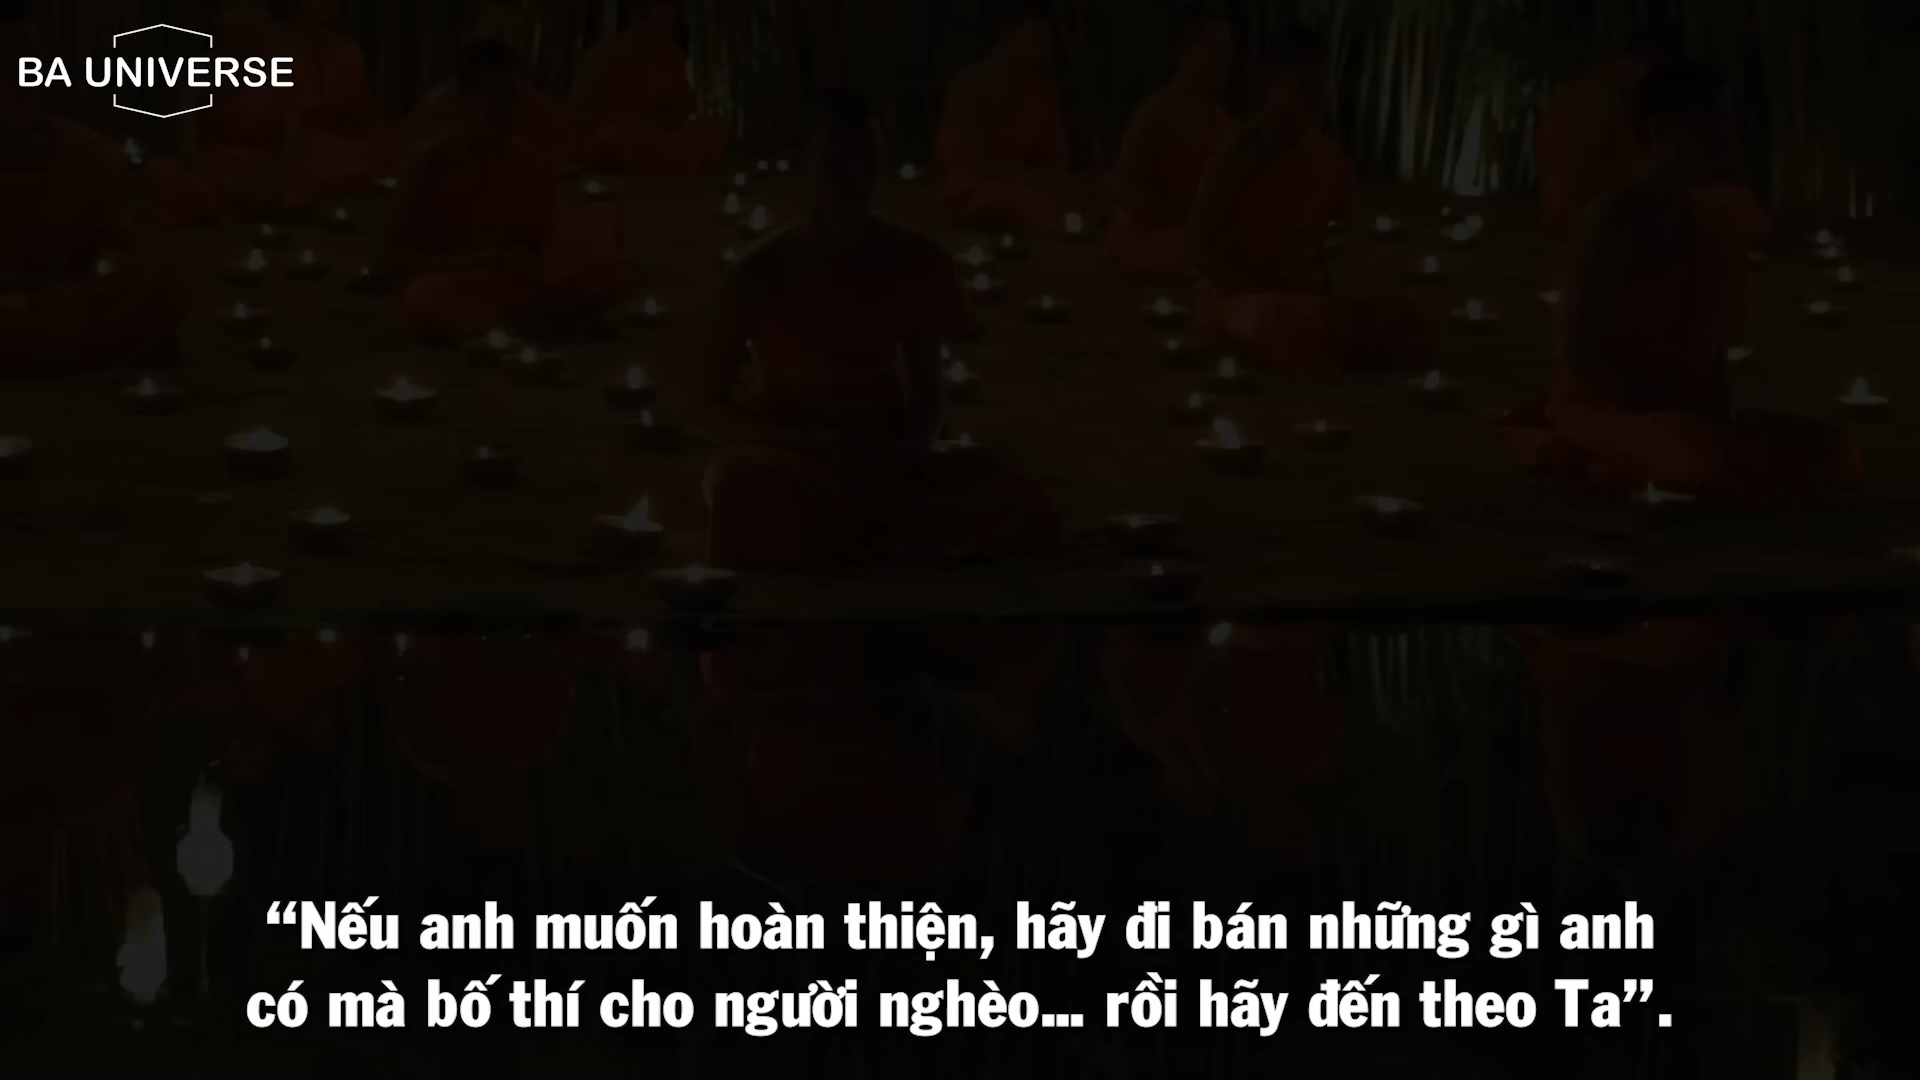 BA UNIVERSE
“Nếu anh muốn hoàn thiện, hãy đi bán những gì anh
có mà bố thí cho người nghèo... rồi hãy đến theo Ta”.